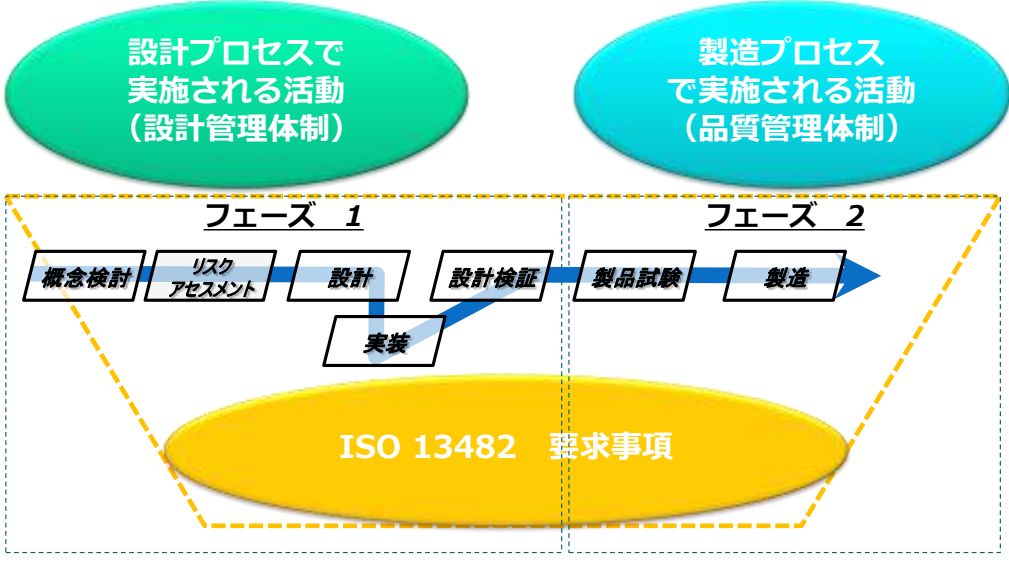 設計プロセスで
実施される活動
（設計管理体制）
製造プロセス
で実施される活動
（品質管理体制）
フェーズ　1
フェーズ　2
概念検討
リスク
アセスメント
設計
設計検証
製品試験
製造
実装
ISO 13482　要求事項